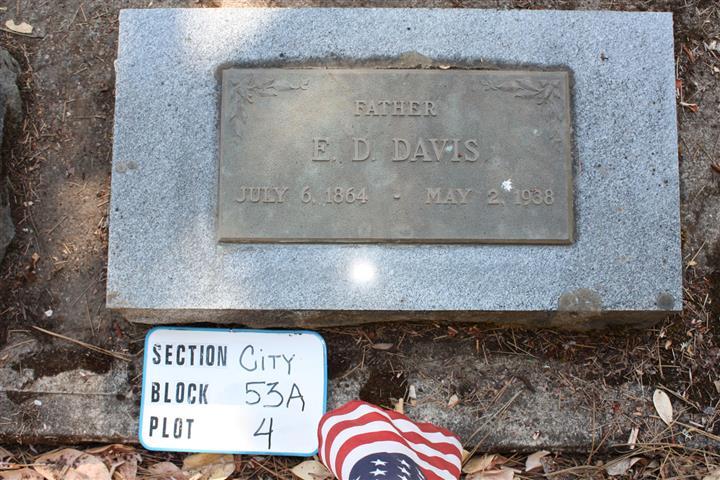 FATHER
E. D. DAVIS
JULY 6, 1864 - MAY 2, 1938
SECTION CITY
BLOCK 53A
PLOT 4